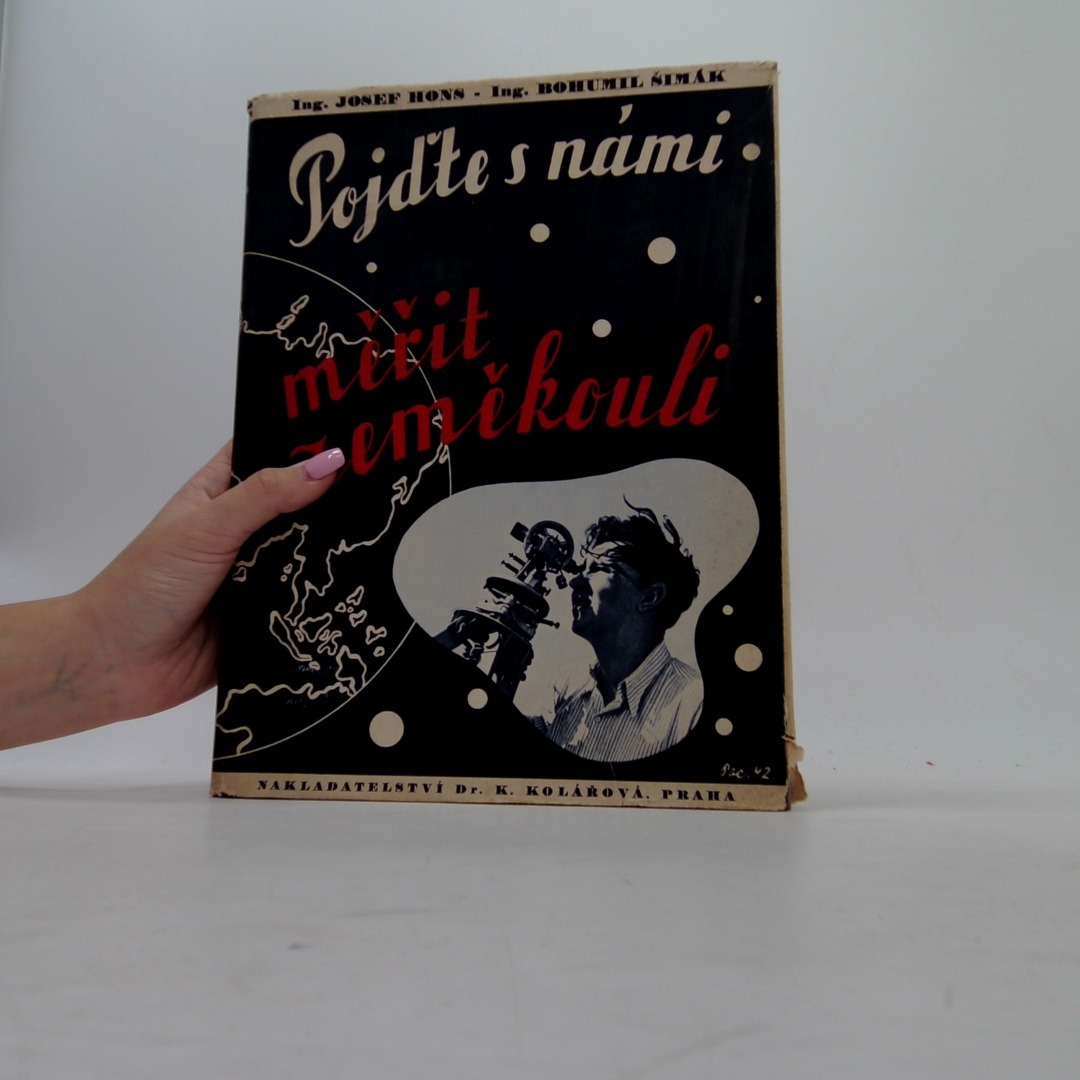 Ing. JOSEF HONS - Ing. BOHUMIL ŠIMÁK
Pojďte s námi
měřit
zeměkouli
NAKLADATELSTVÍ Dr. K. KOLÁŘOVÁ, PRAHA